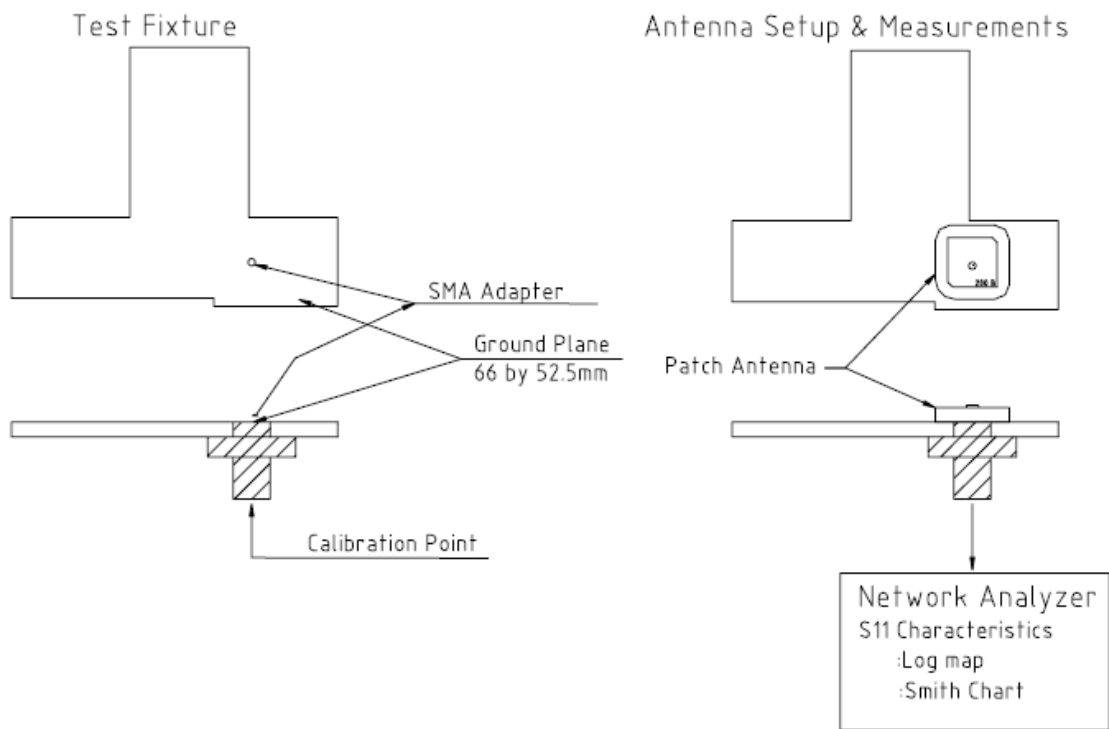 Test Fixture
Antenna Setup & Measurements
SMA Adapter
Ground Plane
66 by 52.5mm
Patch Antenna
Calibration Point
Network Analyzer
S11 Characteristics
:Log map
:Smith Chart